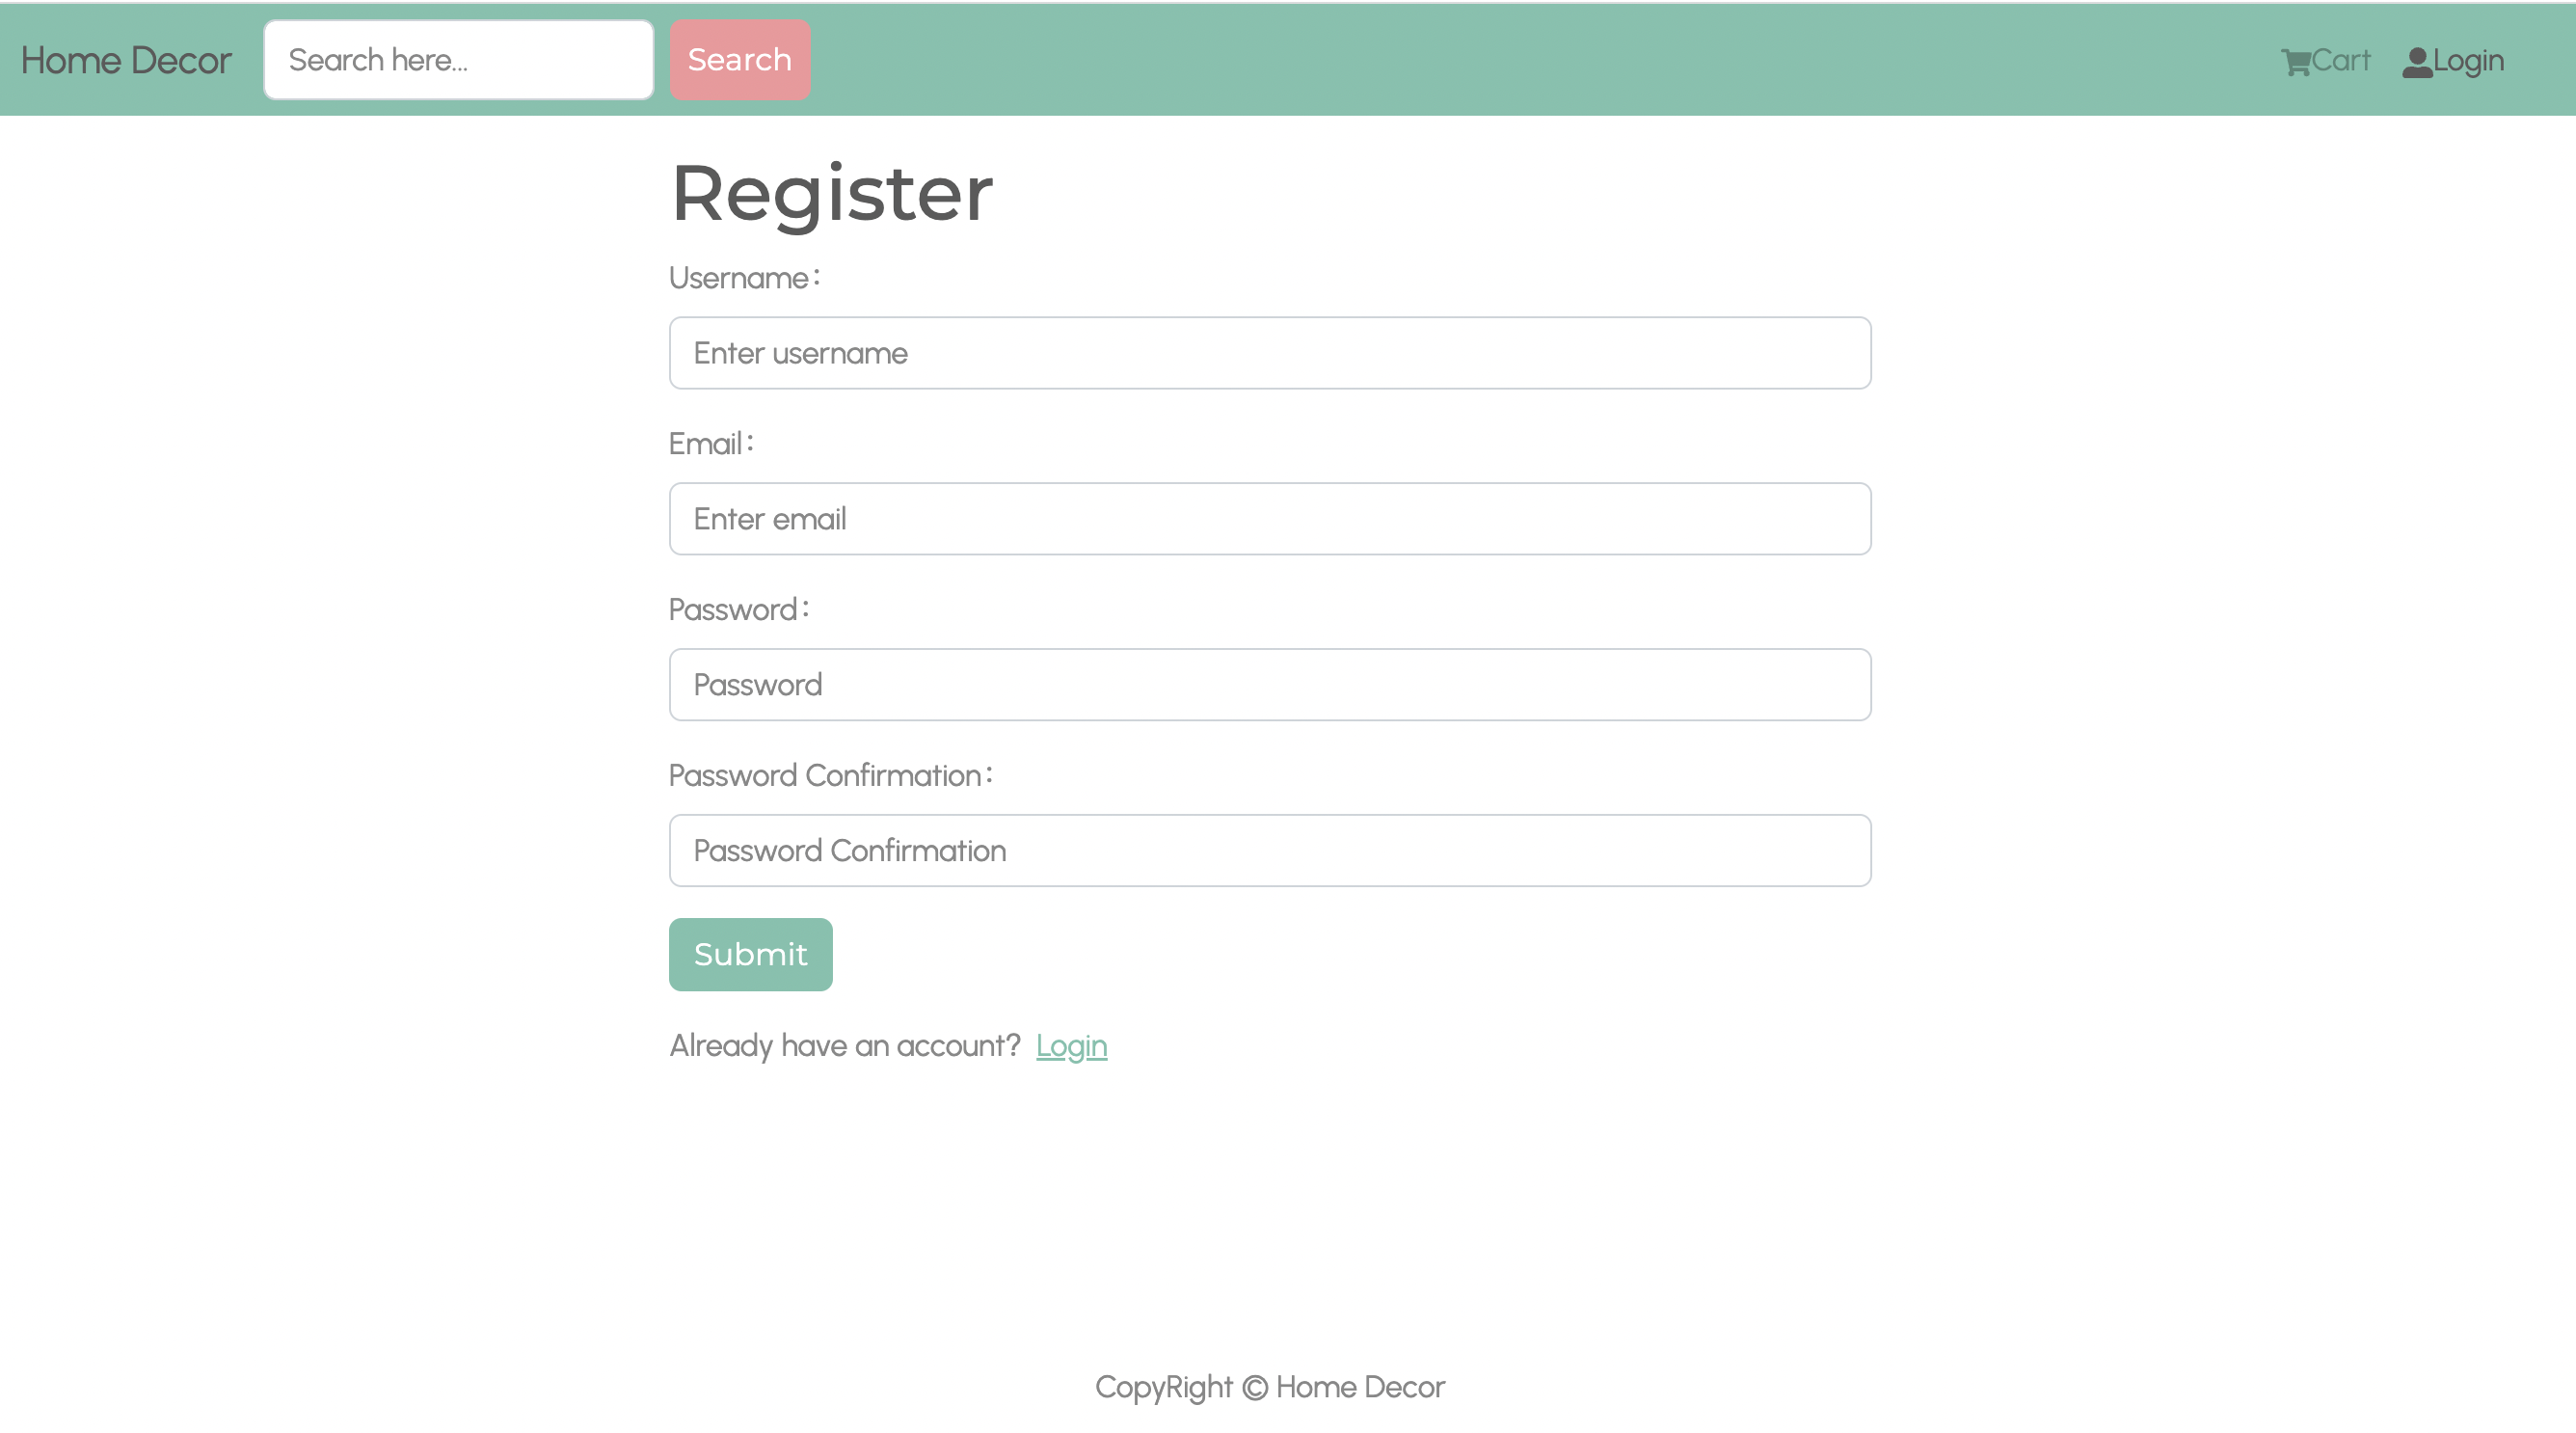 Home Decor Search here... Search Cart Login
Register
Username:
Enter username
Email:
Enter email
Password:
Password
Password Confirmation:
Password Confirmation
Submit
Already have an account? Login
CopyRight © Home Decor